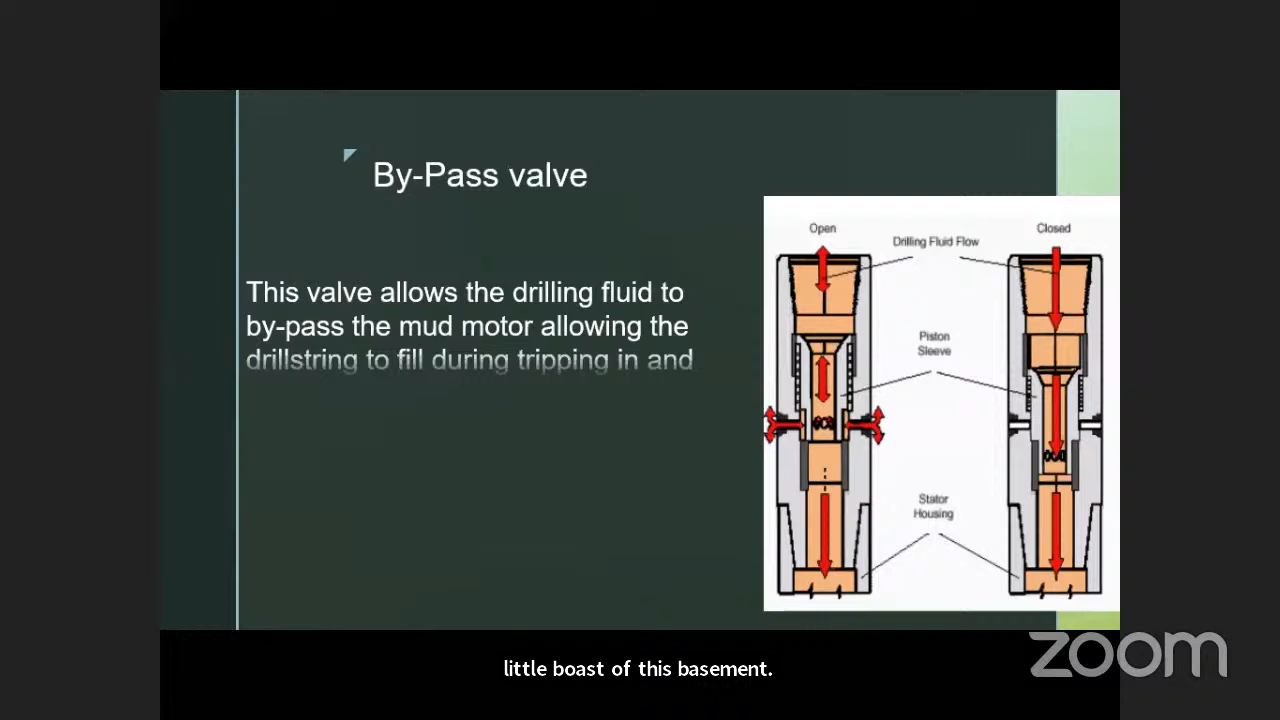 By-Pass valve
This valve allows the drilling fluid to
by-pass the mud motor allowing the
drillstring to fill during tripping in and
Open
Closed
Drilling Fluid Flow
Piston
Sleeve
Stator
Housing
little boast of this basement.
zoom